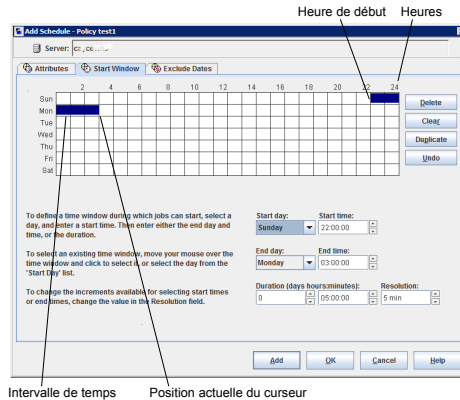 Heure de début Heures
Add Schedule - Policy test1
Server:
Attributes Start Window Exclude Dates
2 4 6 8 10 12 14 16 18 20 22 24
Sun
Mon
Tue
Wed
Thu
Fri
Sat
Delete
Clear
Duplicate
Undo
To define a time window during which jobs can start, select a
day, and enter a start time. Then enter either the end day and
time, or the duration.
To select an existing time window, move your mouse over the
time window and click to select it, or select the day from the
'Start Day' list.
To change the increments available for selecting start times
or end times, change the value in the Resolution field.
Start day: Start time:
Sunday 22:00:00
End day: End time:
Monday 03:00:00
Duration (days hours:minutes): Resolution:
0 05:00:00 5 min
Add OK Cancel Help
Intervalle de temps Position actuelle du curseur